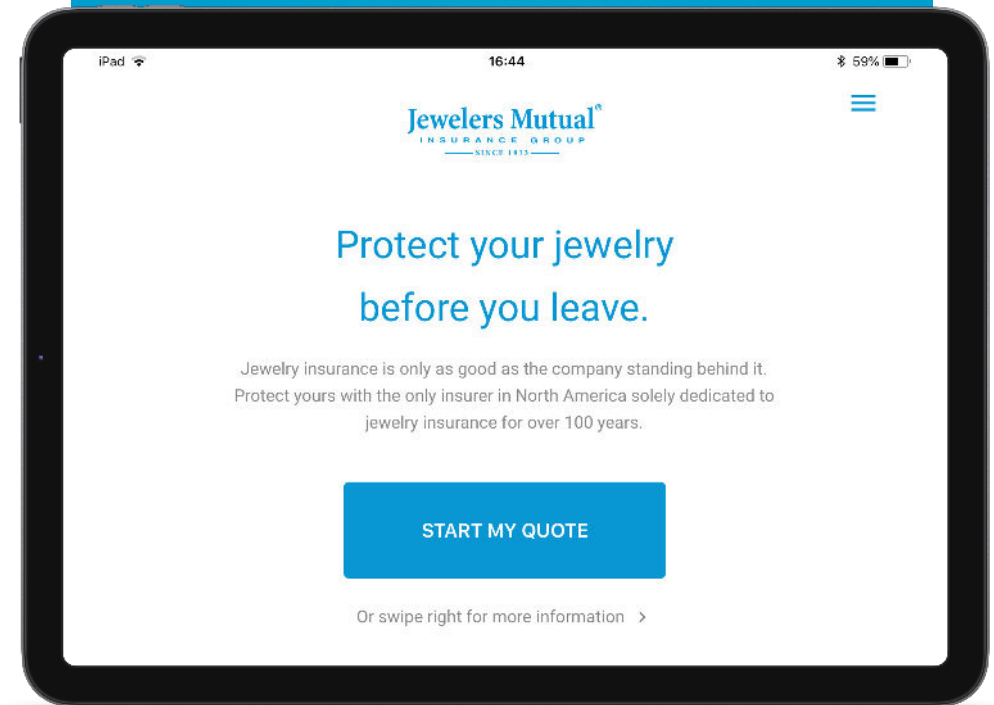 iPad 16:44 59%
Jewelers Mutual®
INSURANCE GROUP
SINCE 1913
Protect your jewelry
before you leave.
Jewelry insurance is only as good as the company standing behind it.
Protect yours with the only insurer in North America solely dedicated to
jewelry insurance for over 100 years.
START MY QUOTE
Or swipe right for more information >